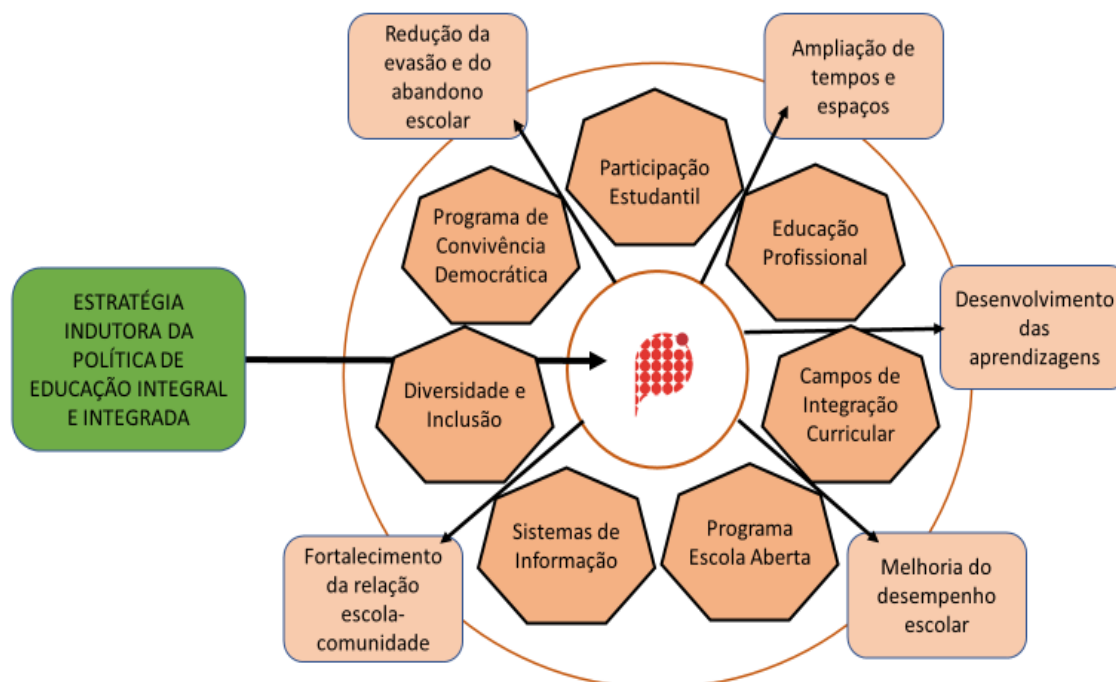 Redução da
evasão e do
abandono
escolar
Ampliação de
tempos e
espaços
Participação
Estudantil
Programa de
Convivência
Democrática
Educação
Profissional
ESTRATÉGIA
INDUTORA DA
POLÍTICA DE
EDUCAÇÃO INTEGRAL
E INTEGRADA
Desenvolvimento
das
aprendizagens
Diversidade e
Inclusão
Campos de
Integração
Curricular
Sistemas de
Informação
Programa
Escola Aberta
Fortalecimento
da relação
escola-
comunidade
Melhoria do
desempenho
escolar